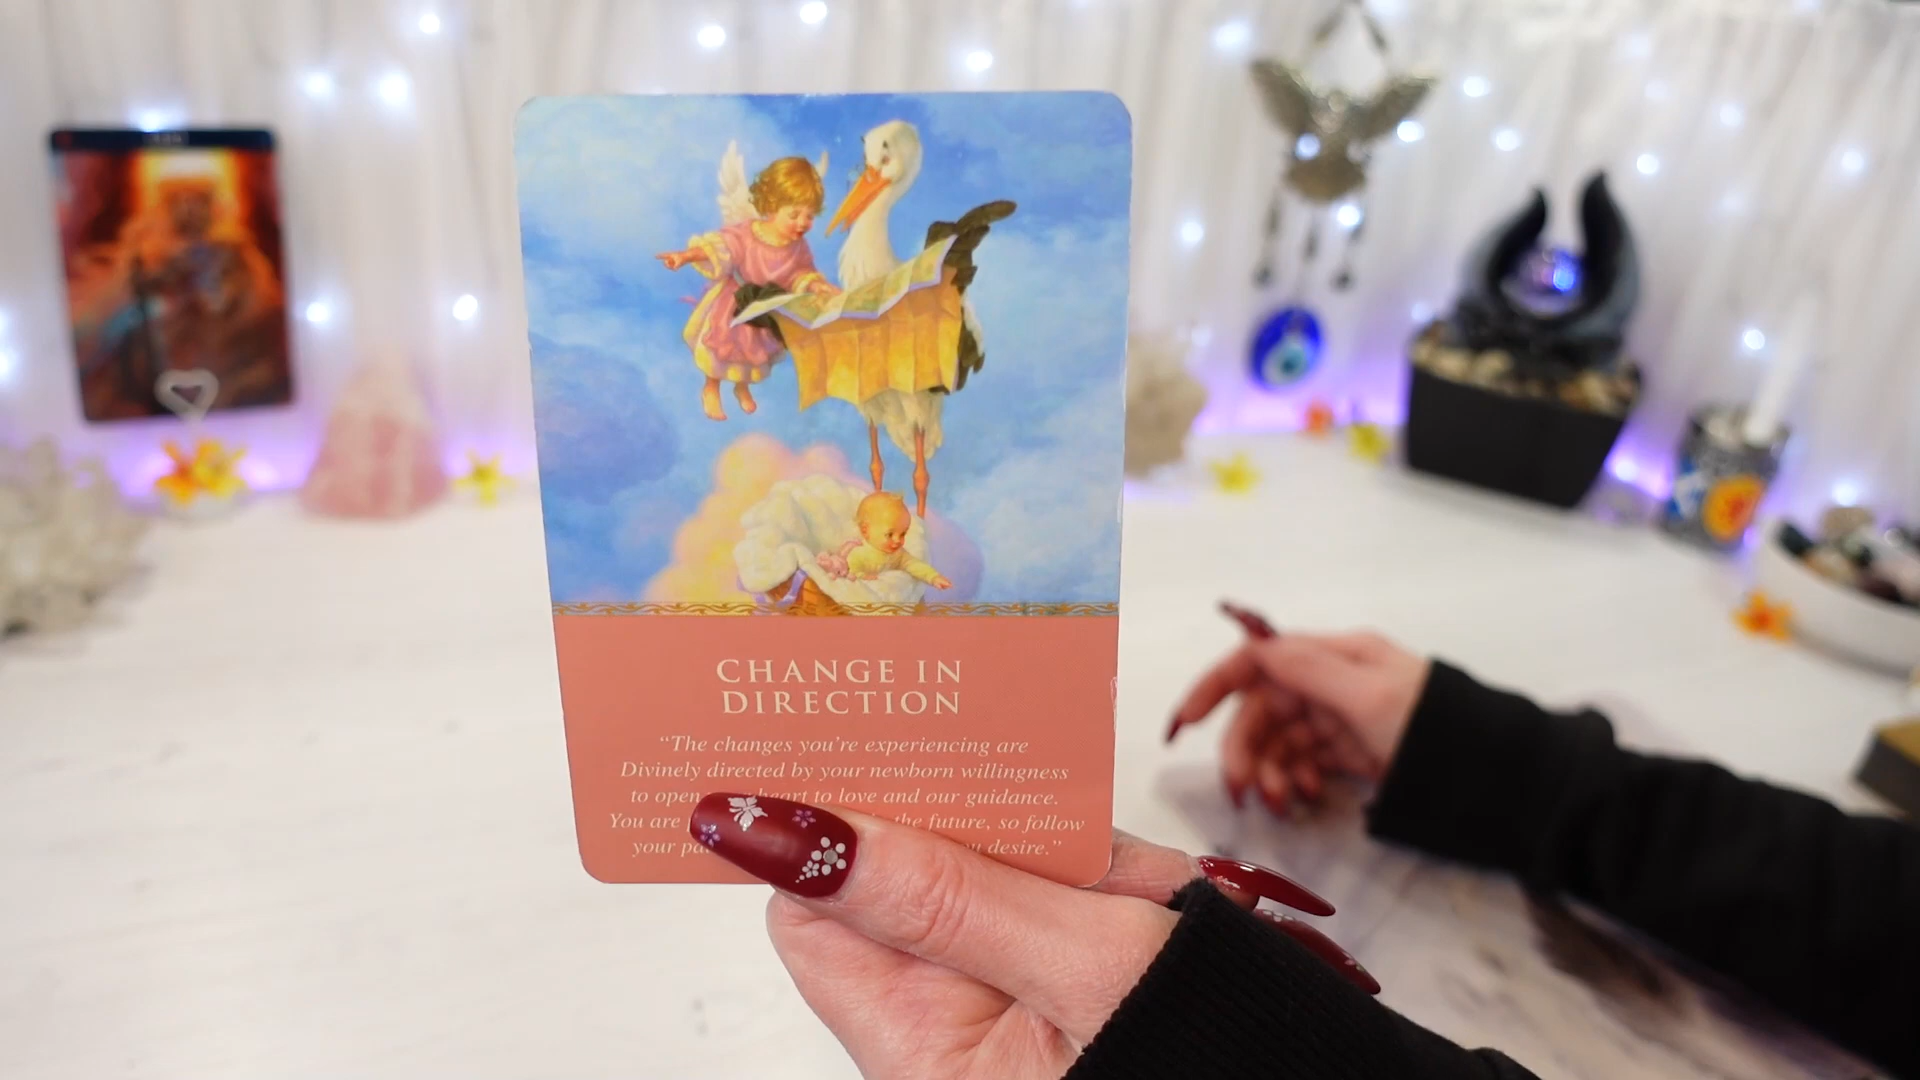 CHANGE IN
DIRECTION
“The changes you’re experiencing are
Divinely directed by your newborn willingness
to open heart to love and our guidance.
You are the future, so follow
your desire.”